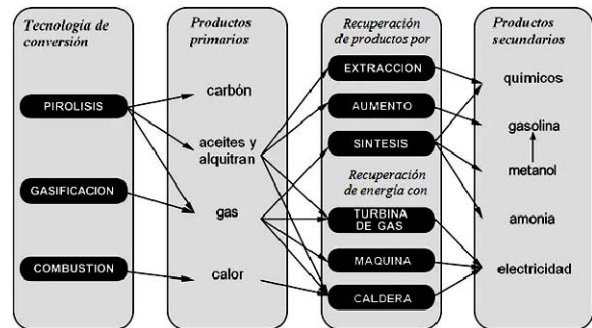 Tecnología de
conversión
PIROLISIS
GASIFICACION
COMBUSTION
Productos
primarios
carbón
aceites y
alquitran
gas
calor
Recuperación
de productos por
EXTRACCION
AUMENTO
SINTESIS
Recuperación
de energía con
TURBINA
DE GAS
MAQUINA
CALDERA
Productos
secundarios
químicos
gasolina
metanol
amonia
electricidad